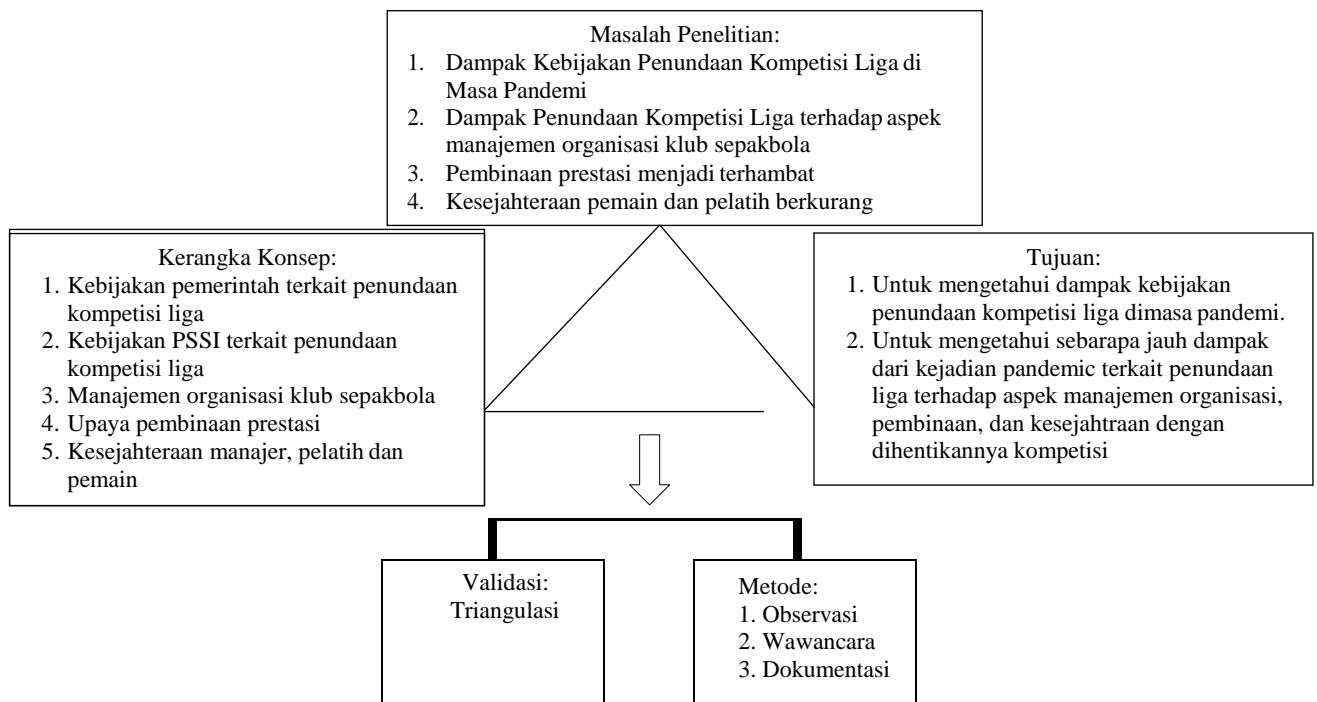 Masalah Penelitian:
1. Dampak Kebijakan Penundaan Kompetisi Liga di
Masa Pandemi
2. Dampak Penundaan Kompetisi Liga terhadap aspek
manajemen organisasi klub sepakbola
3. Pembinaan prestasi menjadi terhambat
4. Kesejahteraan pemain dan pelatih berkurang
Kerangka Konsep:
1. Kebijakan pemerintah terkait penundaan
kompetisi liga
2. Kebijakan PSSI terkait penundaan
kompetisi liga
3. Manajemen organisasi klub sepakbola
4. Upaya pembinaan prestasi
5. Kesejahteraan manajer, pelatih dan
pemain
Tujuan:
1. Untuk mengetahui dampak kebijakan
penundaan kompetisi liga dimasa pandemi.
2. Untuk mengetahui sebarapa jauh dampak
dari kejadian pandemic terkait penundaan
liga terhadap aspek manajemen organisasi,
pembinaan, dan kesejahtraan dengan
dihentikannya kompetisi
Validasi:
Triangulasi
Metode:
1. Observasi
2. Wawancara
3. Dokumentasi